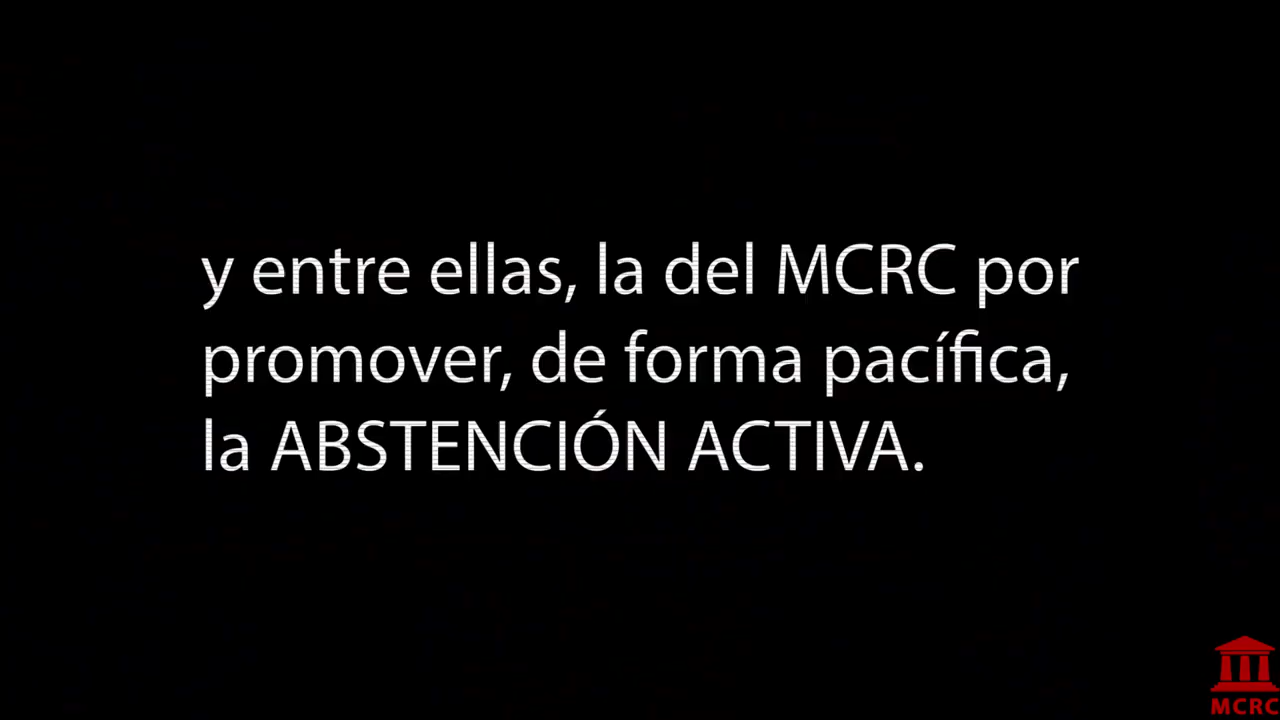 y entre ellas, la del MCRC por
promover, de forma pacífica,
la ABSTENCIÓN ACTIVA.
MCRC